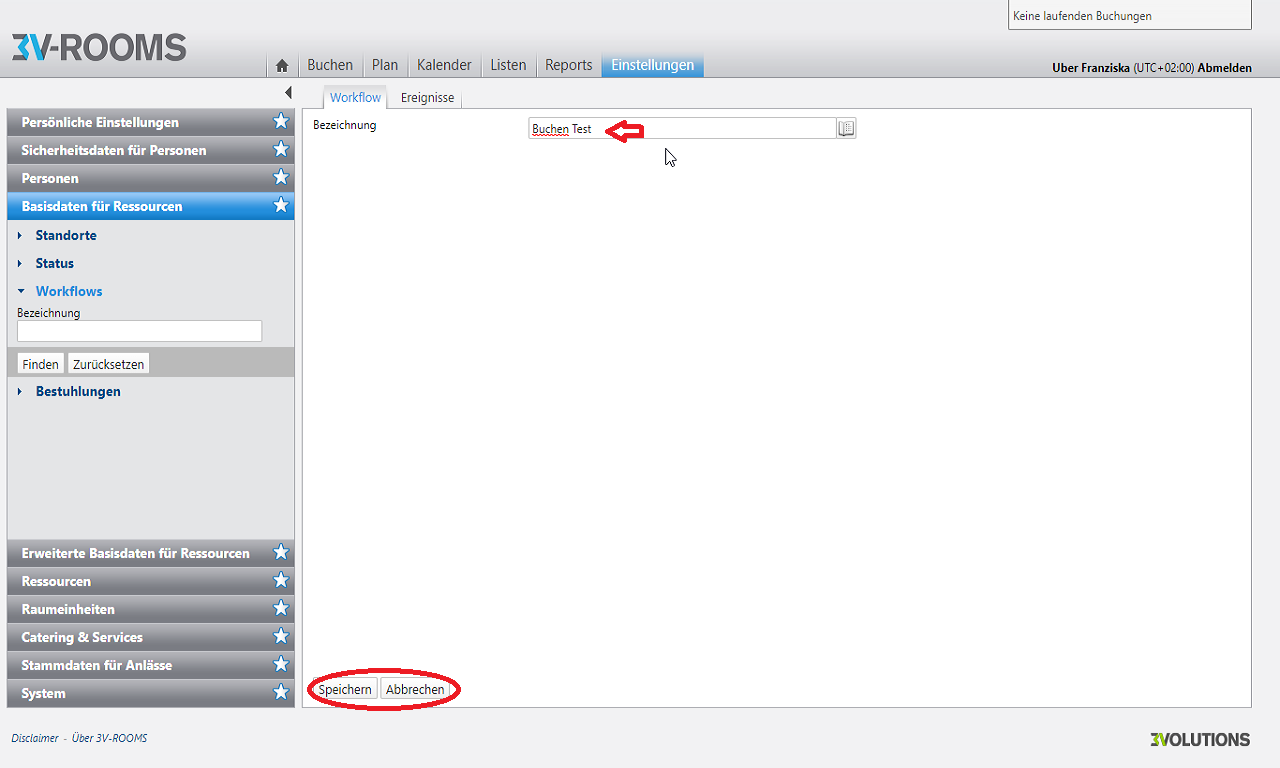 Keine laufenden Buchungen
3V-ROOMS
Buchen Plan Kalender Listen Reports Einstellungen
Uber Franziska (UTC+02:00) Abmelden
Workflow Ereignisse
Persönliche Einstellungen
Sicherheitsdaten für Personen
Personen
Basisdaten für Ressourcen
Standorte
Status
Workflows
Bezeichnung
Finden Zurücksetzen
Bestuhlungen
Erweiterte Basisdaten für Ressourcen
Ressourcen
Raumeinheiten
Catering & Services
Stammdaten für Anlässe
System
Bezeichnung Buchen Test
Speichern Abbrechen
Disclaimer - Über 3V-ROOMS
3VOLUTIONS